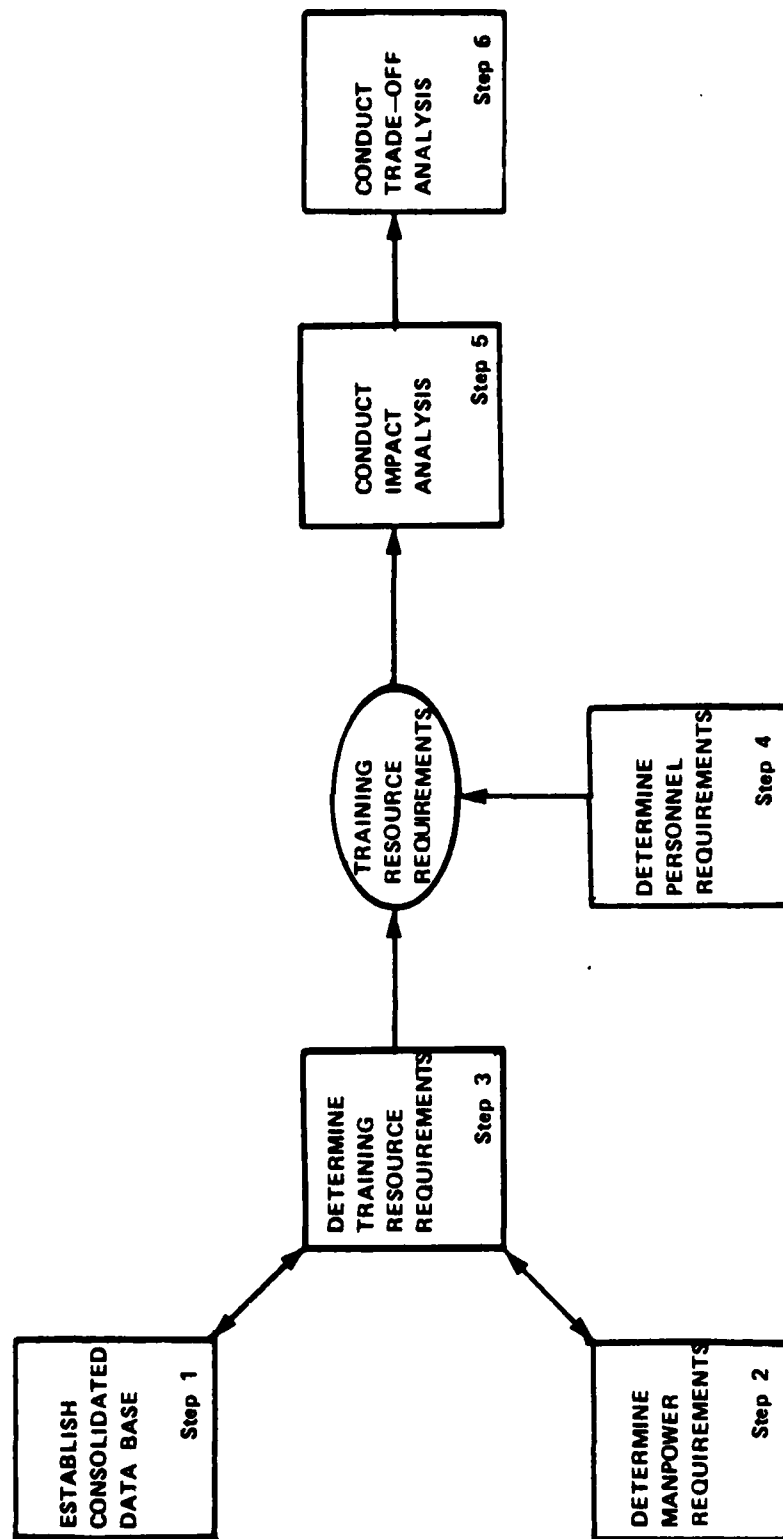 ESTABLISH
CONSOLIDATED
DATA BASE
Step 1
DETERMINE
MANPOWER
REQUIREMENTS
Step 2
DETERMINE
TRAINING
RESOURCE
REQUIREMENTS
Step 3
TRAINING
RESOURCE
REQUIREMENTS
DETERMINE
PERSONNEL
REQUIREMENTS
Step 4
CONDUCT
IMPACT
ANALYSIS
Step 5
CONDUCT
TRADE-OFF
ANALYSIS
Step 6